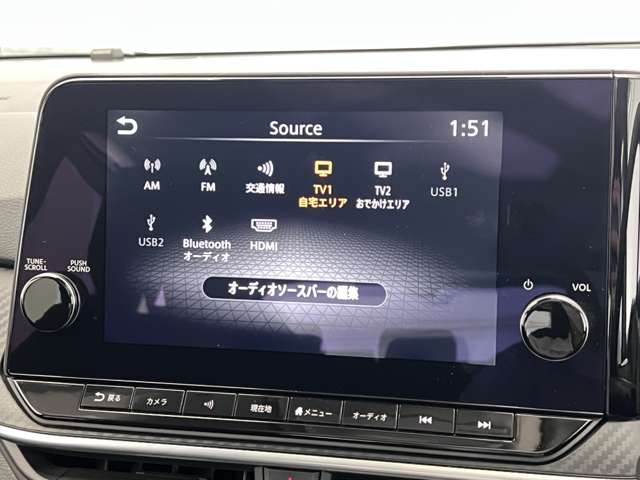 Source 1:51
AM FM 交通情報 TV1 TV2 USB1
自宅エリア おでかけエリア
USB2 Bluetooth HDMI
オーディオ
オーディオソースバーの編集
TUNE・ PUSH
SCROLL SOUND
VOL
戻る カメラ 現在地 メニュー オーディオ